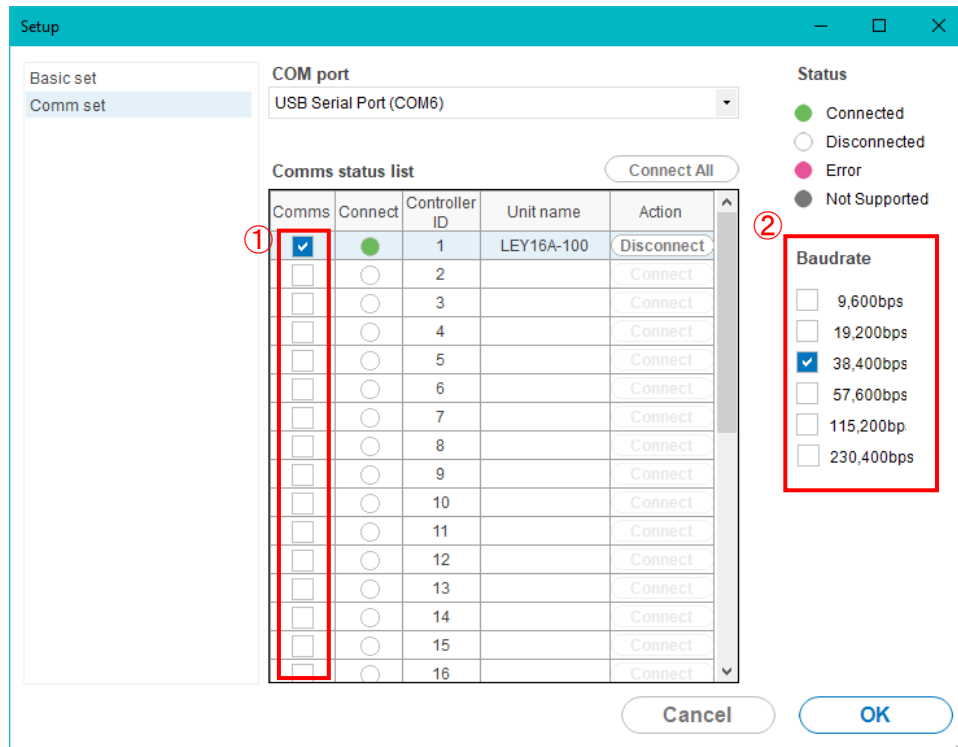 Setup
Basic set
Comm set
COM port
USB Serial Port (COM6)
Comms status list
Connect All
Comms Connect Controller ID Unit name Action
①
1 LEY16A-100 Disconnect
2 Connect
3 Connect
4 Connect
5 Connect
6 Connect
7 Connect
8 Connect
9 Connect
10 Connect
11 Connect
12 Connect
13 Connect
14 Connect
15 Connect
16 Connect
Status
Connected
Disconnected
Error
Not Supported
②
Baudrate
9,600bps
19,200bps
38,400bps
57,600bps
115,200bp
230,400bps
Cancel
OK